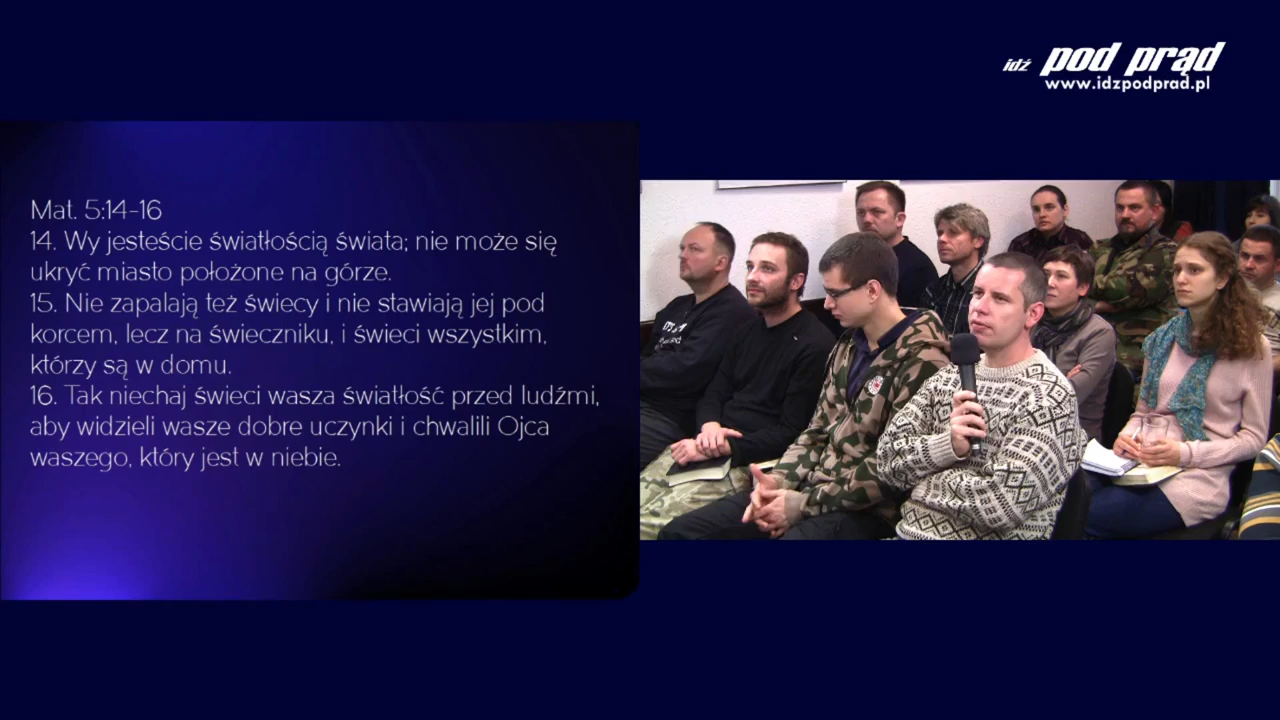 idź pod prąd
www.idzpodprad.pl
Mat. 5:14-16
14. Wy jesteście światłością świata; nie może się
ukryć miasto położone na górze.
15. Nie zapalają też świecy i nie stawiają jej pod
korcem, lecz na świeczniku, i świeci wszystkim,
którzy są w domu.
16. Tak niechaj świeci wasza światłość przed ludźmi,
aby widzieli wasze dobre uczynki i chwalili Ojca
waszego, który jest w niebie.